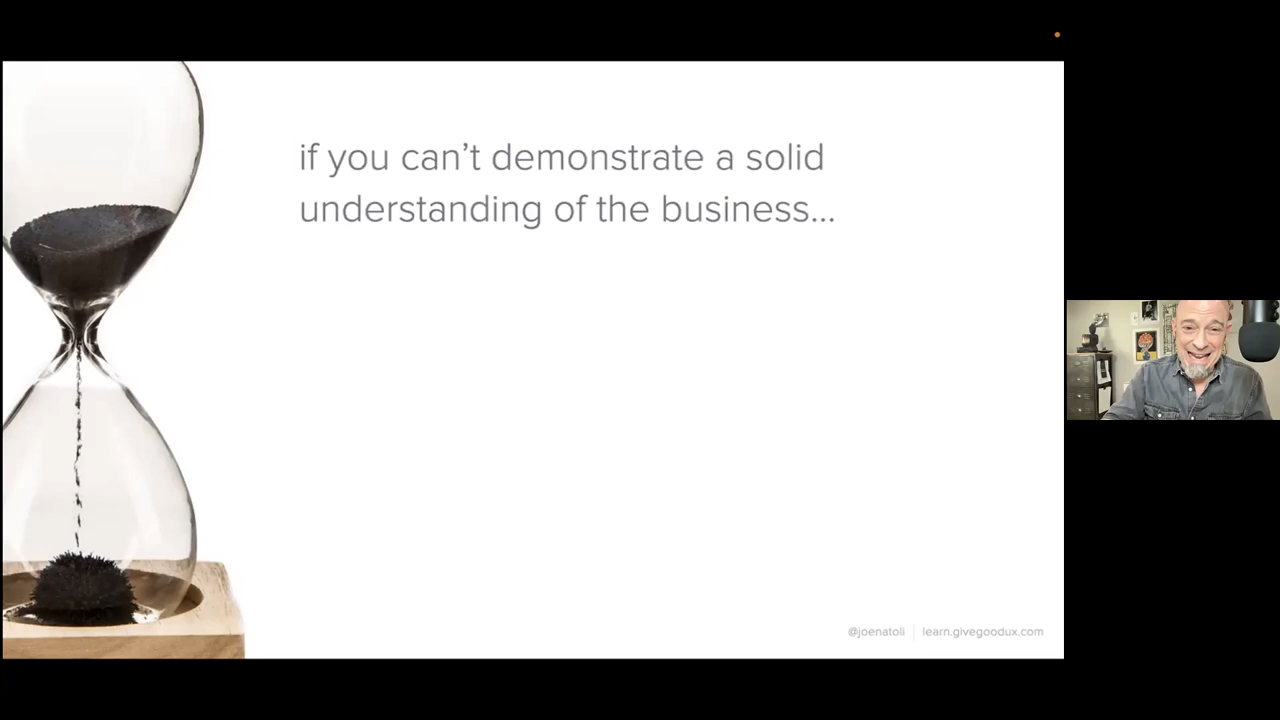 if you can’t demonstrate a solid
understanding of the business...
@joenatoli
learn.givegoodux.com